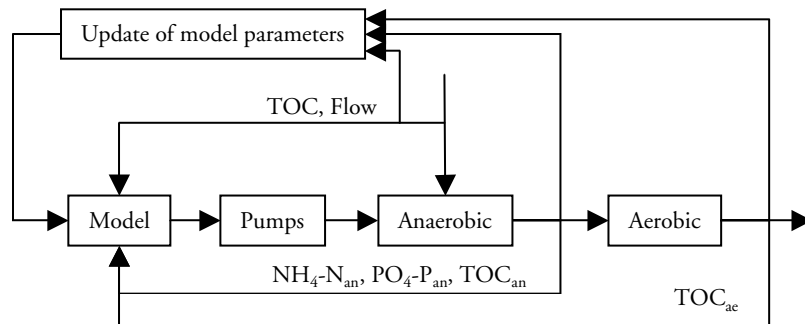 Update of model parameters
TOC, Flow
Model
Pumps
Anaerobic
Aerobic
NH₄-Nₐₙ, PO₄-Pₐₙ, TOCₐₙ
TOCₐₑ